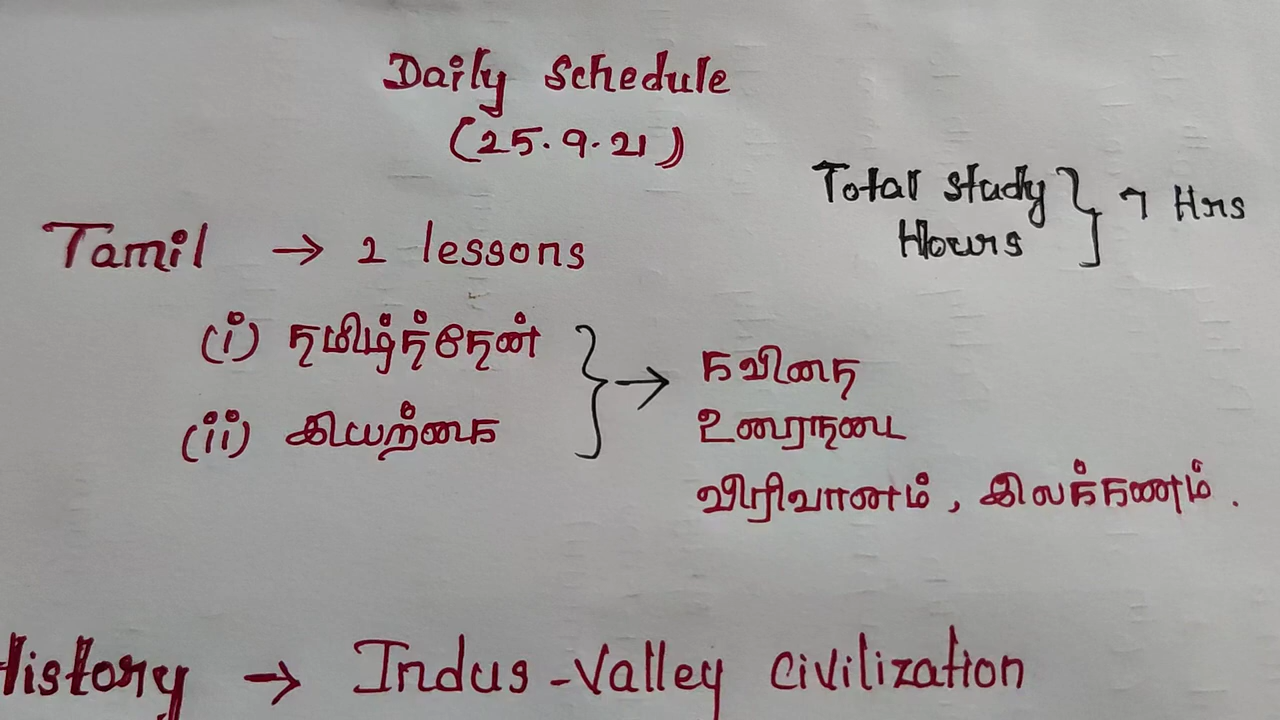 Daily Schedule
(25.9.21)
Total study Hours } 7 Hrs
Tamil → 2 lessons
(i) தமிழ்த்தேன்
(ii) இயற்கை
} → கவிதை
உரைநடை
விரிவானம் , இலக்கணம் .
History → Indus -Valley Civilization